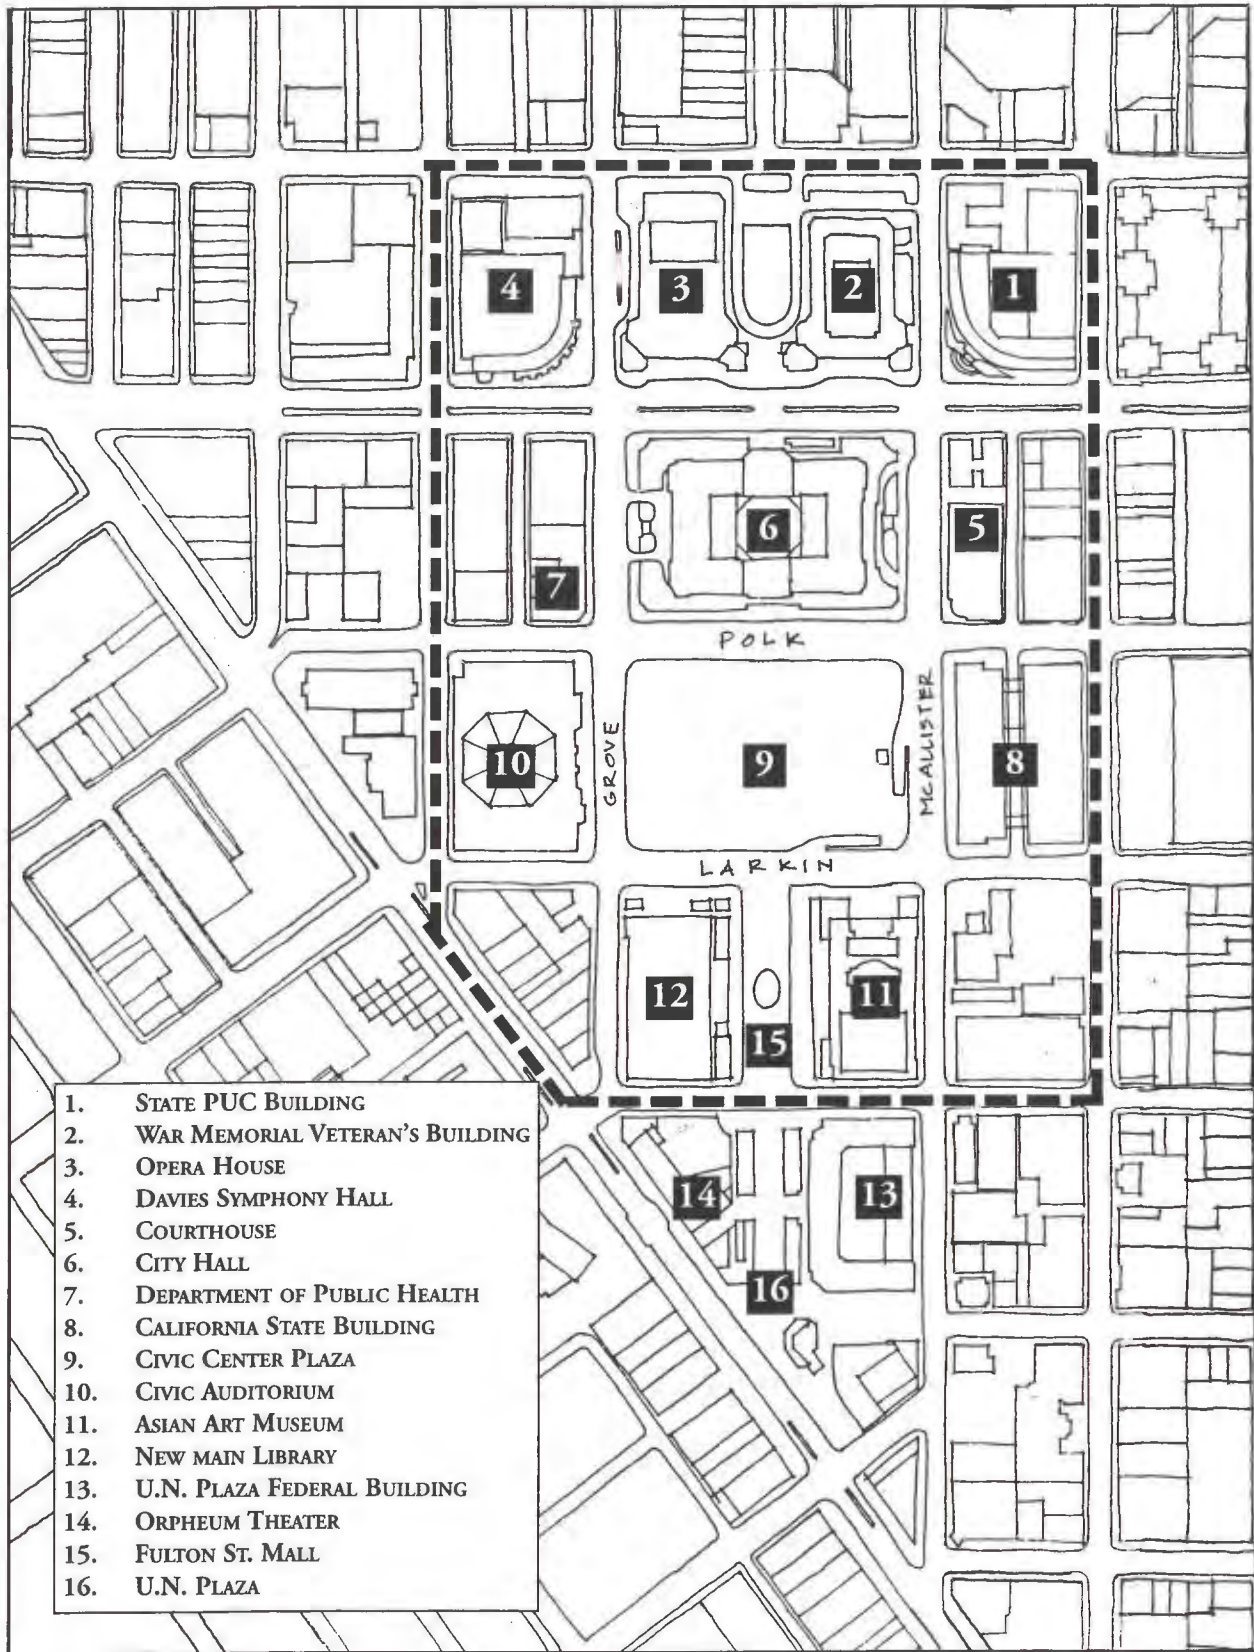 4
3
2
1
6
5
7
POLK
GROVE
MCALLISTER
10
9
8
LARKIN
12
11
15
14
13
16
1. STATE PUC BUILDING
2. WAR MEMORIAL VETERAN'S BUILDING
3. OPERA HOUSE
4. DAVIES SYMPHONY HALL
5. COURTHOUSE
6. CITY HALL
7. DEPARTMENT OF PUBLIC HEALTH
8. CALIFORNIA STATE BUILDING
9. CIVIC CENTER PLAZA
10. CIVIC AUDITORIUM
11. ASIAN ART MUSEUM
12. NEW MAIN LIBRARY
13. U.N. PLAZA FEDERAL BUILDING
14. ORPHEUM THEATER
15. FULTON ST. MALL
16. U.N. PLAZA